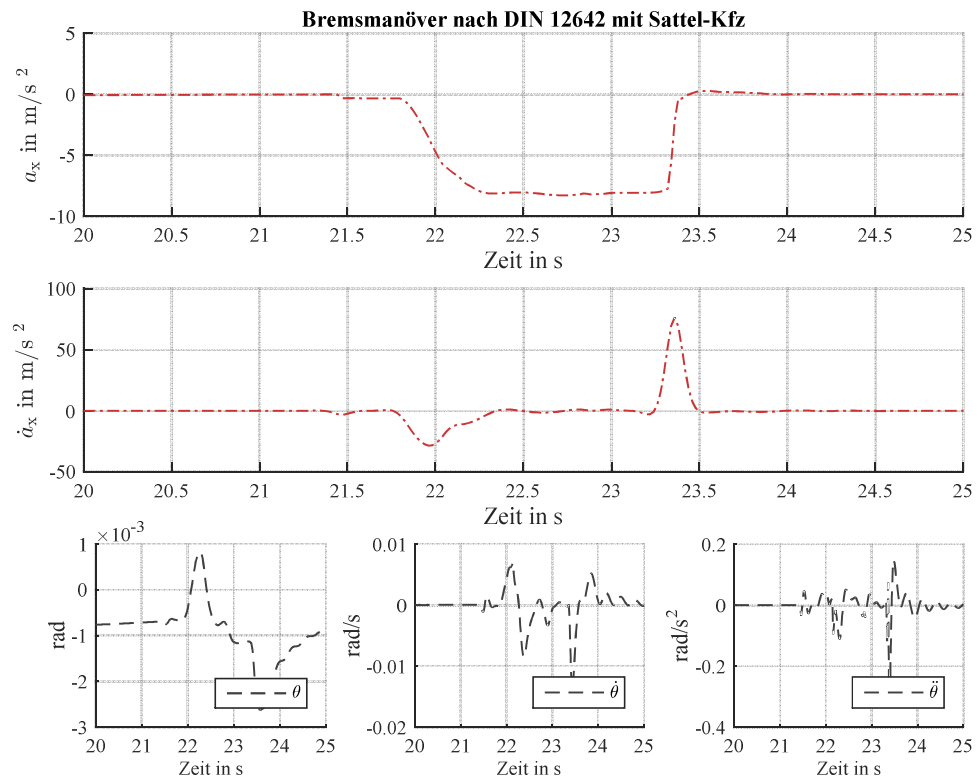 Bremsmanöver nach DIN 12642 mit Sattel-Kfz
5
0
-5
-10
a_x in m/s²
20 20.5 21 21.5 22 22.5 23 23.5 24 24.5 25
Zeit in s
100
50
0
-50
ȧ_x in m/s²
20 20.5 21 21.5 22 22.5 23 23.5 24 24.5 25
Zeit in s
×10⁻³
1
0
-1
-2
-3
rad
θ
20 21 22 23 24 25
Zeit in s
0.01
0
-0.01
-0.02
rad/s
θ̇
20 21 22 23 24 25
Zeit in s
0.2
0
-0.2
-0.4
rad/s²
θ̈
20 21 22 23 24 25
Zeit in s